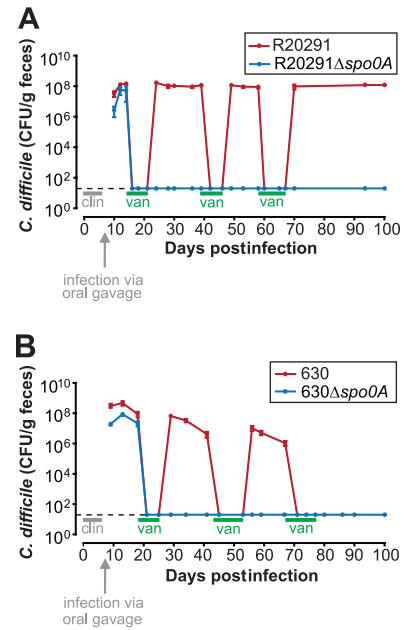 A
R20291
R20291Δspo0A
C. difficile (CFU/g feces)
10^10
10^8
10^6
10^4
10^2
10^0
clin
van
van
van
0 10 20 30 40 50 60 70 80 90 100
Days postinfection
infection via
oral gavage
B
630
630Δspo0A
C. difficile (CFU/g feces)
10^10
10^8
10^6
10^4
10^2
10^0
clin
van
van
van
0 10 20 30 40 50 60 70 80 90 100
Days postinfection
infection via
oral gavage